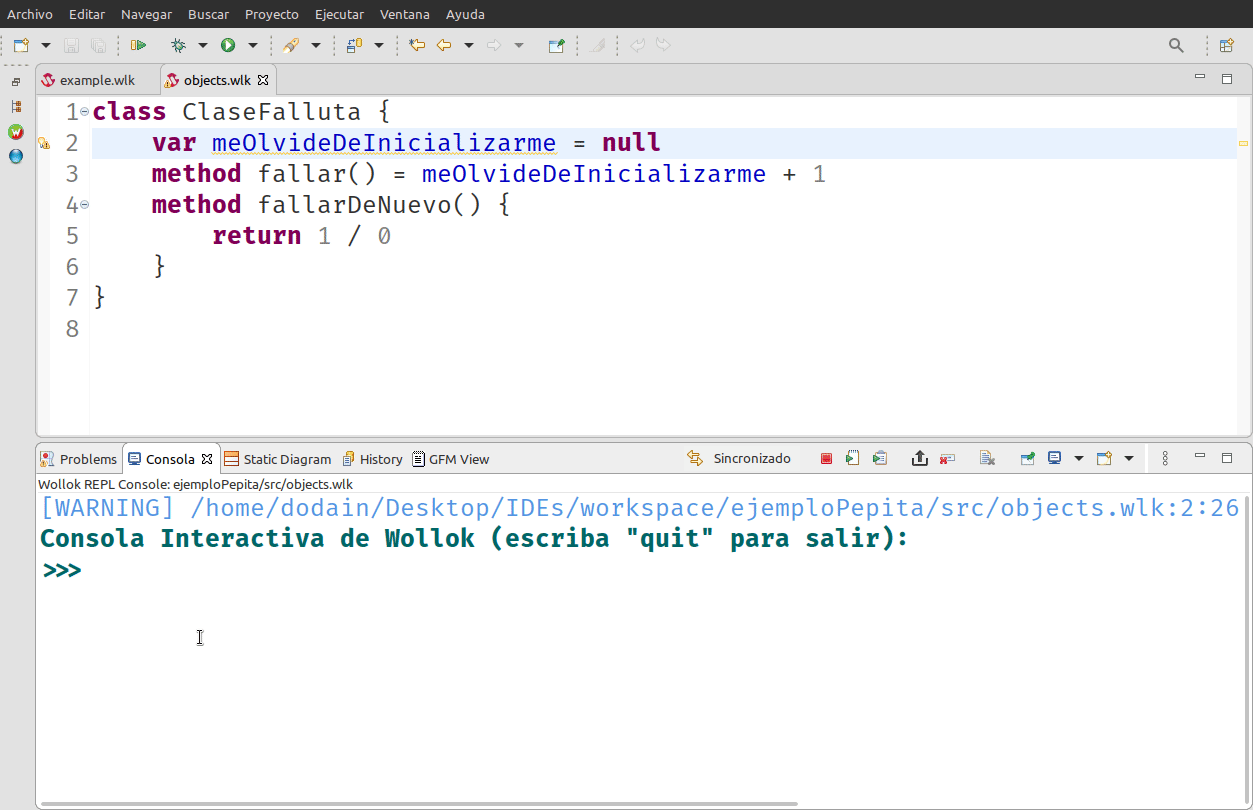 Archivo Editar Navegar Buscar Proyecto Ejecutar Ventana Ayuda
example.wlk objects.wlk
1 class ClaseFalluta {
2 var meOlvideDeInicializarme = null
3 method fallar() = meOlvideDeInicializarme + 1
4 method fallarDeNuevo() {
5 return 1 / 0
6 }
7 }
8
Problems Consola Static Diagram History GFM View Sincronizado
Wollok REPL Console: ejemploPepita/src/objects.wlk
[WARNING] /home/dodain/Desktop/IDEs/workspace/ejemploPepita/src/objects.wlk:2:26
Consola Interactiva de Wollok (escriba "quit" para salir):
>>>